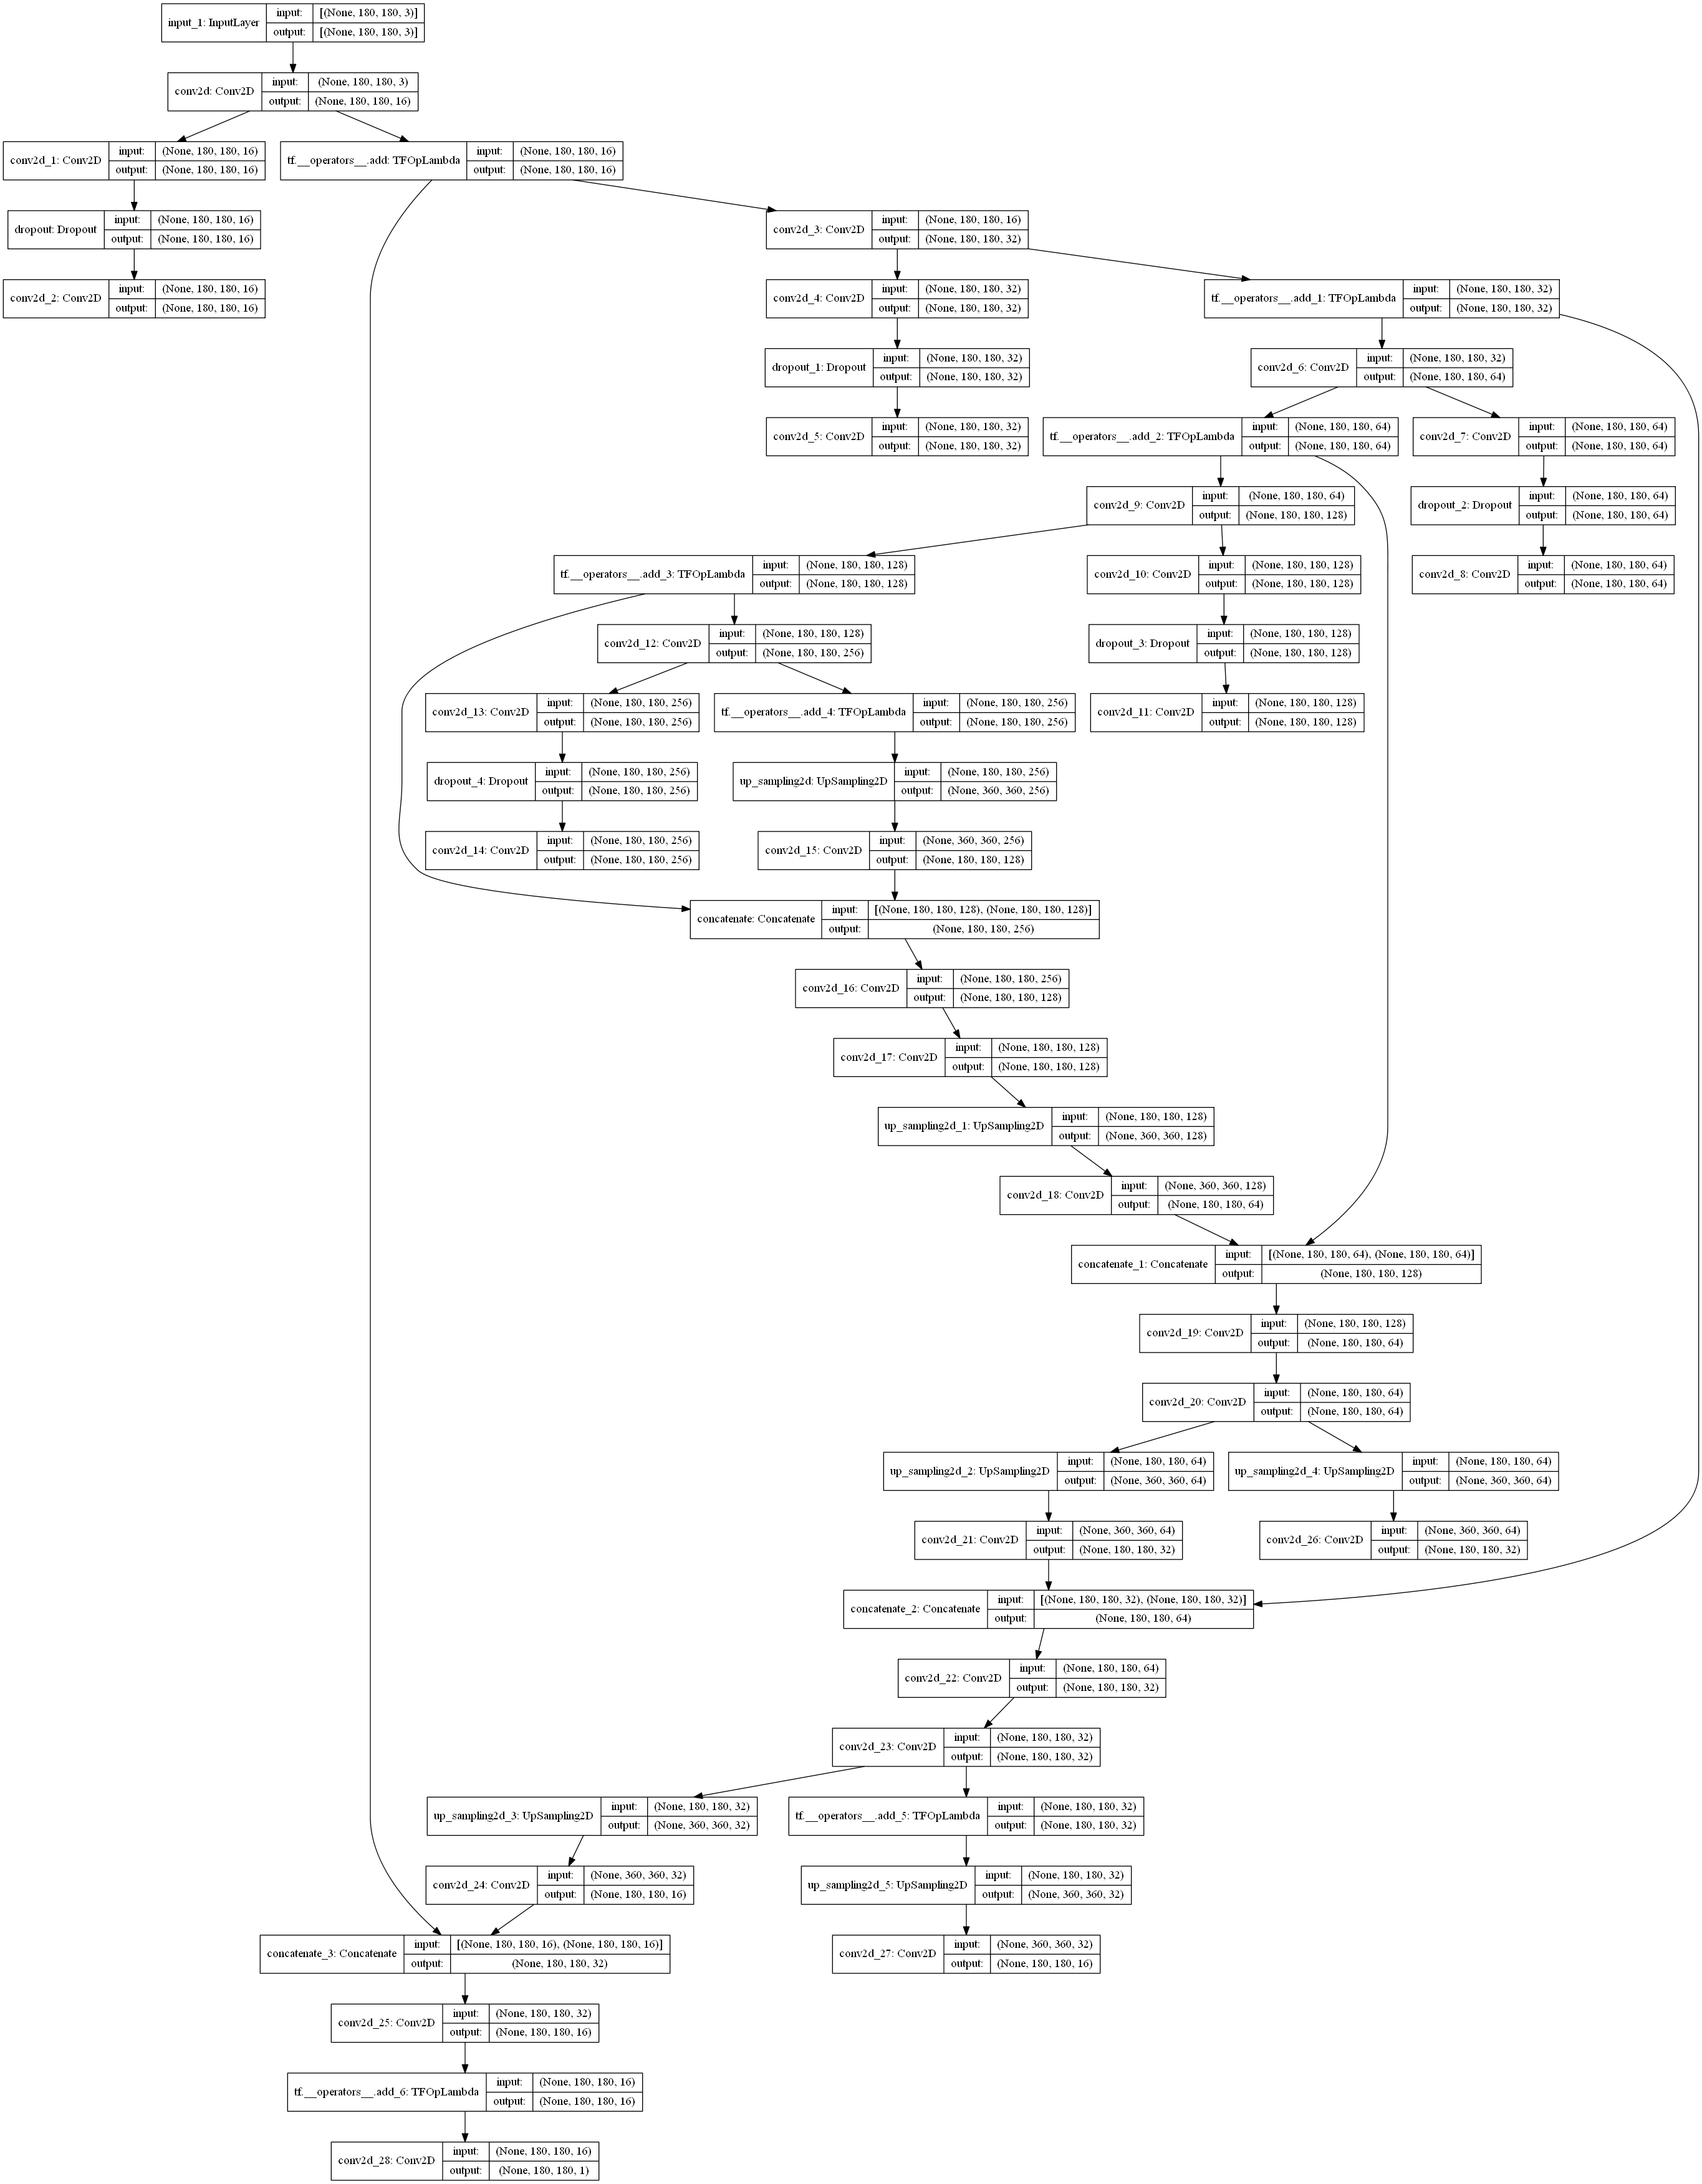 input_1: InputLayer
input: [(None, 180, 180, 3)]
output: [(None, 180, 180, 3)]
conv2d: Conv2D
input: (None, 180, 180, 3)
output: (None, 180, 180, 16)
conv2d_1: Conv2D
input: (None, 180, 180, 16)
output: (None, 180, 180, 16)
tf.__operators__.add: TFOpLambda
input: (None, 180, 180, 16)
output: (None, 180, 180, 16)
dropout: Dropout
input: (None, 180, 180, 16)
output: (None, 180, 180, 16)
conv2d_3: Conv2D
input: (None, 180, 180, 16)
output: (None, 180, 180, 32)
conv2d_2: Conv2D
input: (None, 180, 180, 16)
output: (None, 180, 180, 16)
conv2d_4: Conv2D
input: (None, 180, 180, 32)
output: (None, 180, 180, 32)
tf.__operators__.add_1: TFOpLambda
input: (None, 180, 180, 32)
output: (None, 180, 180, 32)
dropout_1: Dropout
input: (None, 180, 180, 32)
output: (None, 180, 180, 32)
conv2d_6: Conv2D
input: (None, 180, 180, 32)
output: (None, 180, 180, 64)
conv2d_5: Conv2D
input: (None, 180, 180, 32)
output: (None, 180, 180, 32)
tf.__operators__.add_2: TFOpLambda
input: (None, 180, 180, 64)
output: (None, 180, 180, 64)
conv2d_7: Conv2D
input: (None, 180, 180, 64)
output: (None, 180, 180, 64)
conv2d_9: Conv2D
input: (None, 180, 180, 64)
output: (None, 180, 180, 128)
dropout_2: Dropout
input: (None, 180, 180, 64)
output: (None, 180, 180, 64)
tf.__operators__.add_3: TFOpLambda
input: (None, 180, 180, 128)
output: (None, 180, 180, 128)
conv2d_10: Conv2D
input: (None, 180, 180, 128)
output: (None, 180, 180, 128)
conv2d_8: Conv2D
input: (None, 180, 180, 64)
output: (None, 180, 180, 64)
conv2d_12: Conv2D
input: (None, 180, 180, 128)
output: (None, 180, 180, 256)
dropout_3: Dropout
input: (None, 180, 180, 128)
output: (None, 180, 180, 128)
conv2d_13: Conv2D
input: (None, 180, 180, 256)
output: (None, 180, 180, 256)
tf.__operators__.add_4: TFOpLambda
input: (None, 180, 180, 256)
output: (None, 180, 180, 256)
conv2d_11: Conv2D
input: (None, 180, 180, 128)
output: (None, 180, 180, 128)
dropout_4: Dropout
input: (None, 180, 180, 256)
output: (None, 180, 180, 256)
up_sampling2d: UpSampling2D
input: (None, 180, 180, 256)
output: (None, 360, 360, 256)
conv2d_14: Conv2D
input: (None, 180, 180, 256)
output: (None, 180, 180, 256)
conv2d_15: Conv2D
input: (None, 360, 360, 256)
output: (None, 180, 180, 128)
concatenate: Concatenate
input: [(None, 180, 180, 128), (None, 180, 180, 128)]
output: (None, 180, 180, 256)
conv2d_16: Conv2D
input: (None, 180, 180, 256)
output: (None, 180, 180, 128)
conv2d_17: Conv2D
input: (None, 180, 180, 128)
output: (None, 180, 180, 128)
up_sampling2d_1: UpSampling2D
input: (None, 180, 180, 128)
output: (None, 360, 360, 128)
conv2d_18: Conv2D
input: (None, 360, 360, 128)
output: (None, 180, 180, 64)
concatenate_1: Concatenate
input: [(None, 180, 180, 64), (None, 180, 180, 64)]
output: (None, 180, 180, 128)
conv2d_19: Conv2D
input: (None, 180, 180, 128)
output: (None, 180, 180, 64)
conv2d_20: Conv2D
input: (None, 180, 180, 64)
output: (None, 180, 180, 64)
up_sampling2d_2: UpSampling2D
input: (None, 180, 180, 64)
output: (None, 360, 360, 64)
up_sampling2d_4: UpSampling2D
input: (None, 180, 180, 64)
output: (None, 360, 360, 64)
conv2d_21: Conv2D
input: (None, 360, 360, 64)
output: (None, 180, 180, 32)
conv2d_26: Conv2D
input: (None, 360, 360, 64)
output: (None, 180, 180, 32)
concatenate_2: Concatenate
input: [(None, 180, 180, 32), (None, 180, 180, 32)]
output: (None, 180, 180, 64)
conv2d_22: Conv2D
input: (None, 180, 180, 64)
output: (None, 180, 180, 32)
conv2d_23: Conv2D
input: (None, 180, 180, 32)
output: (None, 180, 180, 32)
up_sampling2d_3: UpSampling2D
input: (None, 180, 180, 32)
output: (None, 360, 360, 32)
tf.__operators__.add_5: TFOpLambda
input: (None, 180, 180, 32)
output: (None, 180, 180, 32)
conv2d_24: Conv2D
input: (None, 360, 360, 32)
output: (None, 180, 180, 16)
up_sampling2d_5: UpSampling2D
input: (None, 180, 180, 32)
output: (None, 360, 360, 32)
concatenate_3: Concatenate
input: [(None, 180, 180, 16), (None, 180, 180, 16)]
output: (None, 180, 180, 32)
conv2d_27: Conv2D
input: (None, 360, 360, 32)
output: (None, 180, 180, 16)
conv2d_25: Conv2D
input: (None, 180, 180, 32)
output: (None, 180, 180, 16)
tf.__operators__.add_6: TFOpLambda
input: (None, 180, 180, 16)
output: (None, 180, 180, 16)
conv2d_28: Conv2D
input: (None, 180, 180, 16)
output: (None, 180, 180, 1)